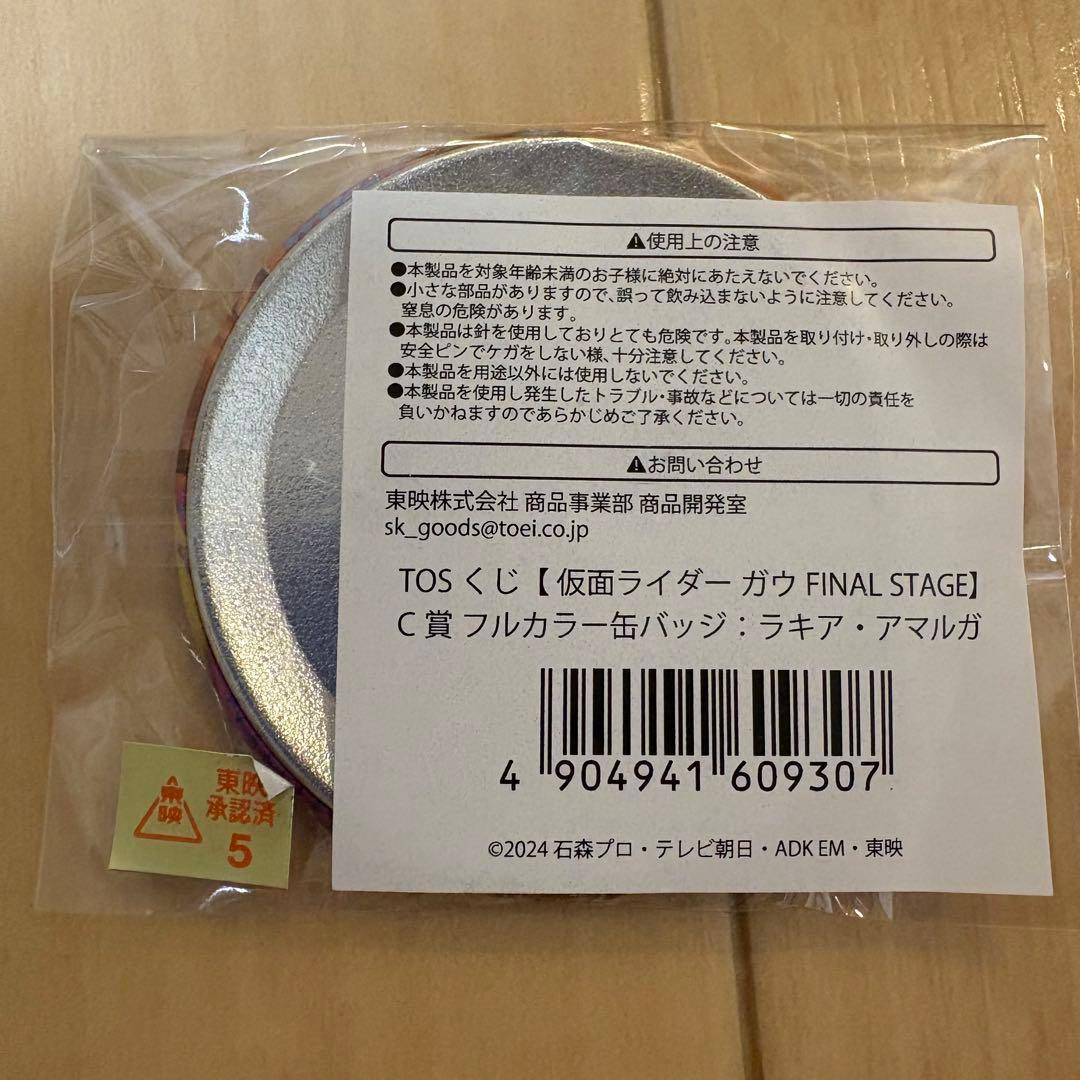 ⚠使用上の注意
●本製品を対象年齢未満のお子様に絶対にあたえないでください。
●小さな部品がありますので、誤って飲み込まないように注意してください。
窒息の危険があります。
●本製品は針を使用しておりとても危険です。本製品を取り付け・取り外しの際は
安全ピンでケガをしない様、十分注意してください。
●本製品を用途以外には使用しないでください。
●本製品を使用し発生したトラブル・事故などについては一切の責任を
負いかねますのであらかじめご了承ください。
⚠お問い合わせ
東映株式会社 商品事業部 商品開発室
sk_goods@toei.co.jp
TOS くじ【 仮面ライダー ガウ FINAL STAGE】
C 賞 フルカラー缶バッジ：ラキア・アマルガ
4 904941 609307
©2024 石森プロ・テレビ朝日・ADK EM・東映
東映
東映
承認済
5